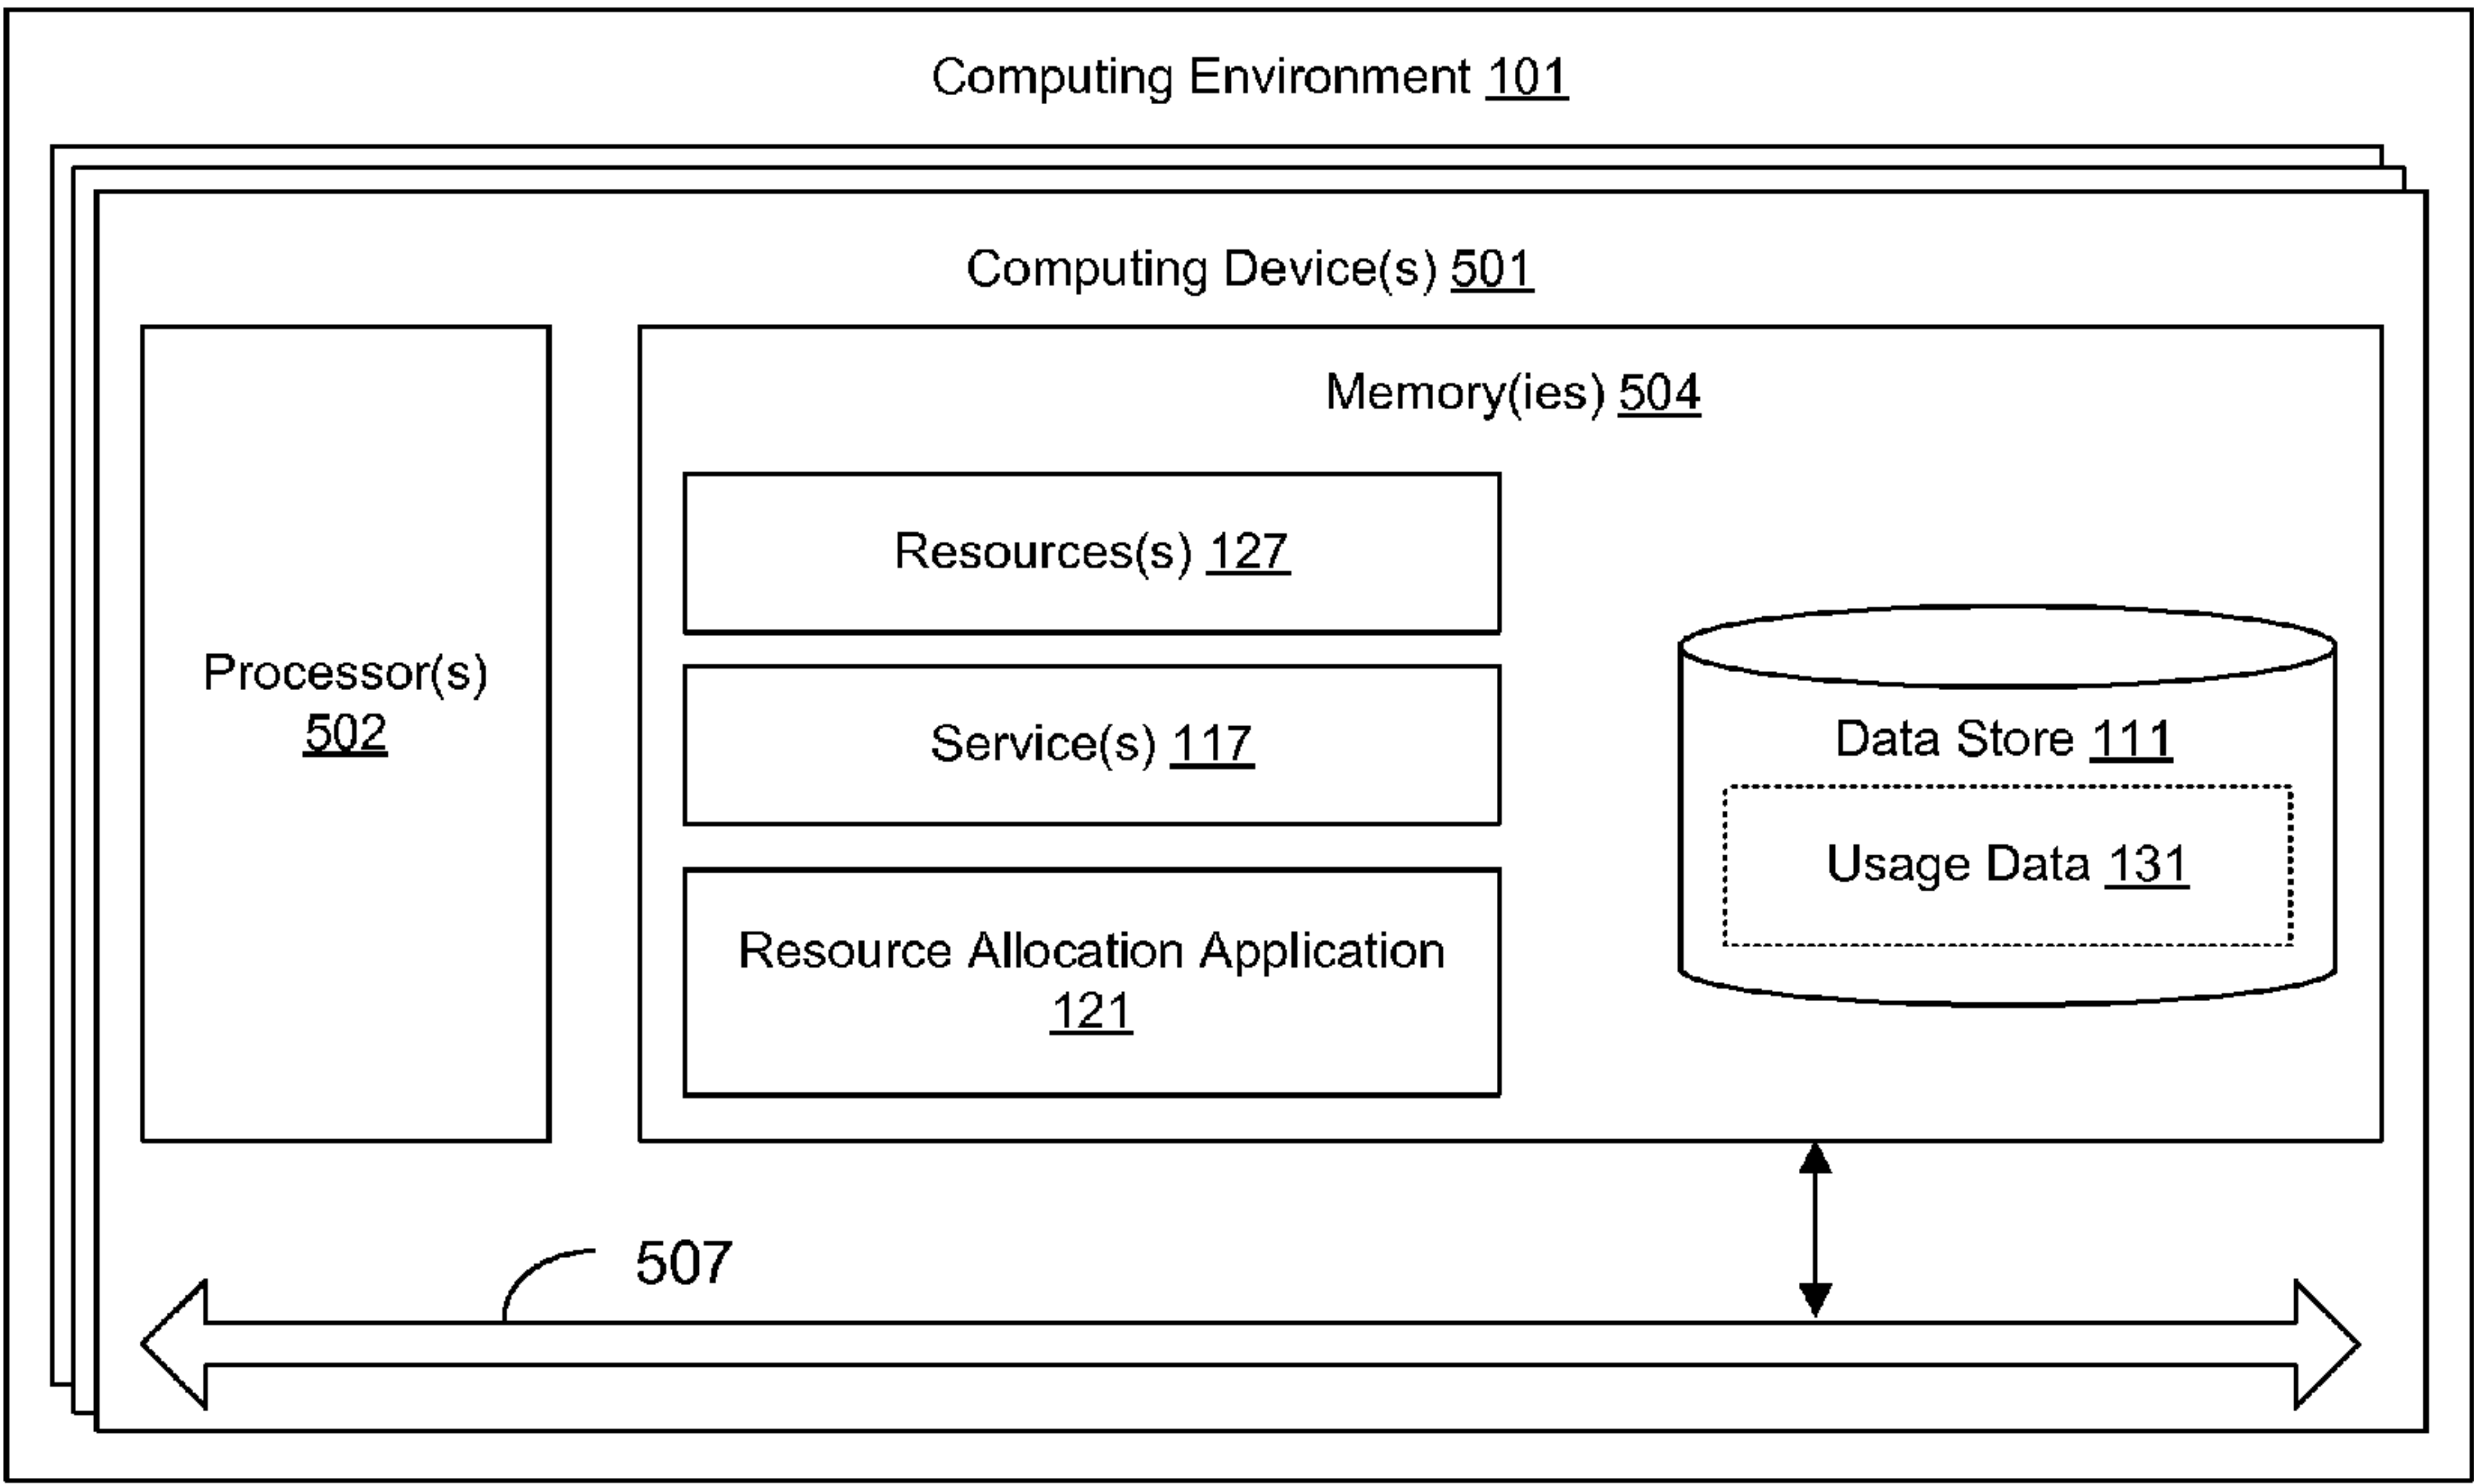 Computing Environment 101
Computing Device(s) 501
Memory(ies) 504
Resources(s) 127
Processor(s)
502
Service(s) 117
Data Store 111
Usage Data 131
Resource Allocation Application
121
507